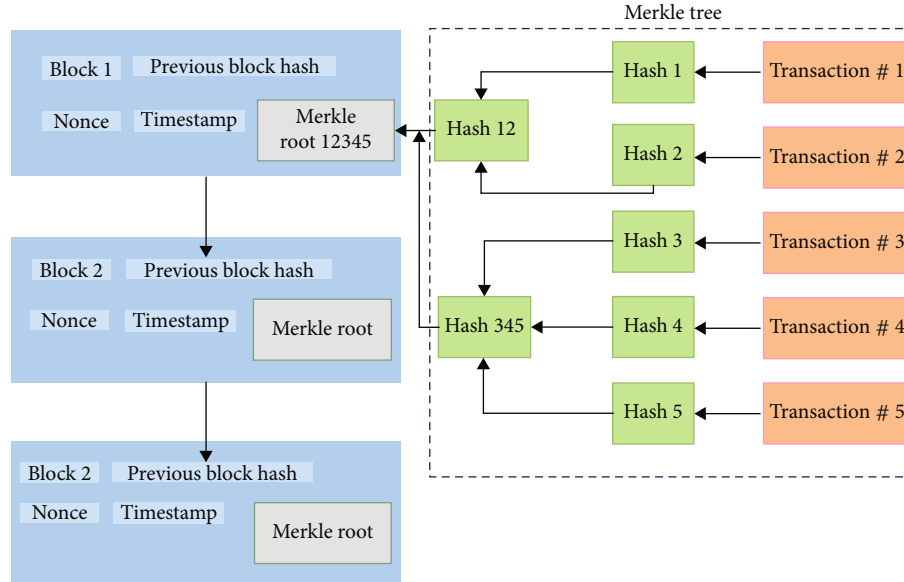 Merkle tree
Block 1
Previous block hash
Nonce
Timestamp
Merkle
root 12345
Block 2
Previous block hash
Nonce
Timestamp
Merkle root
Block 2
Previous block hash
Nonce
Timestamp
Merkle root
Hash 12
Hash 345
Hash 1
Hash 2
Hash 3
Hash 4
Hash 5
Transaction # 1
Transaction # 2
Transaction # 3
Transaction # 4
Transaction # 5